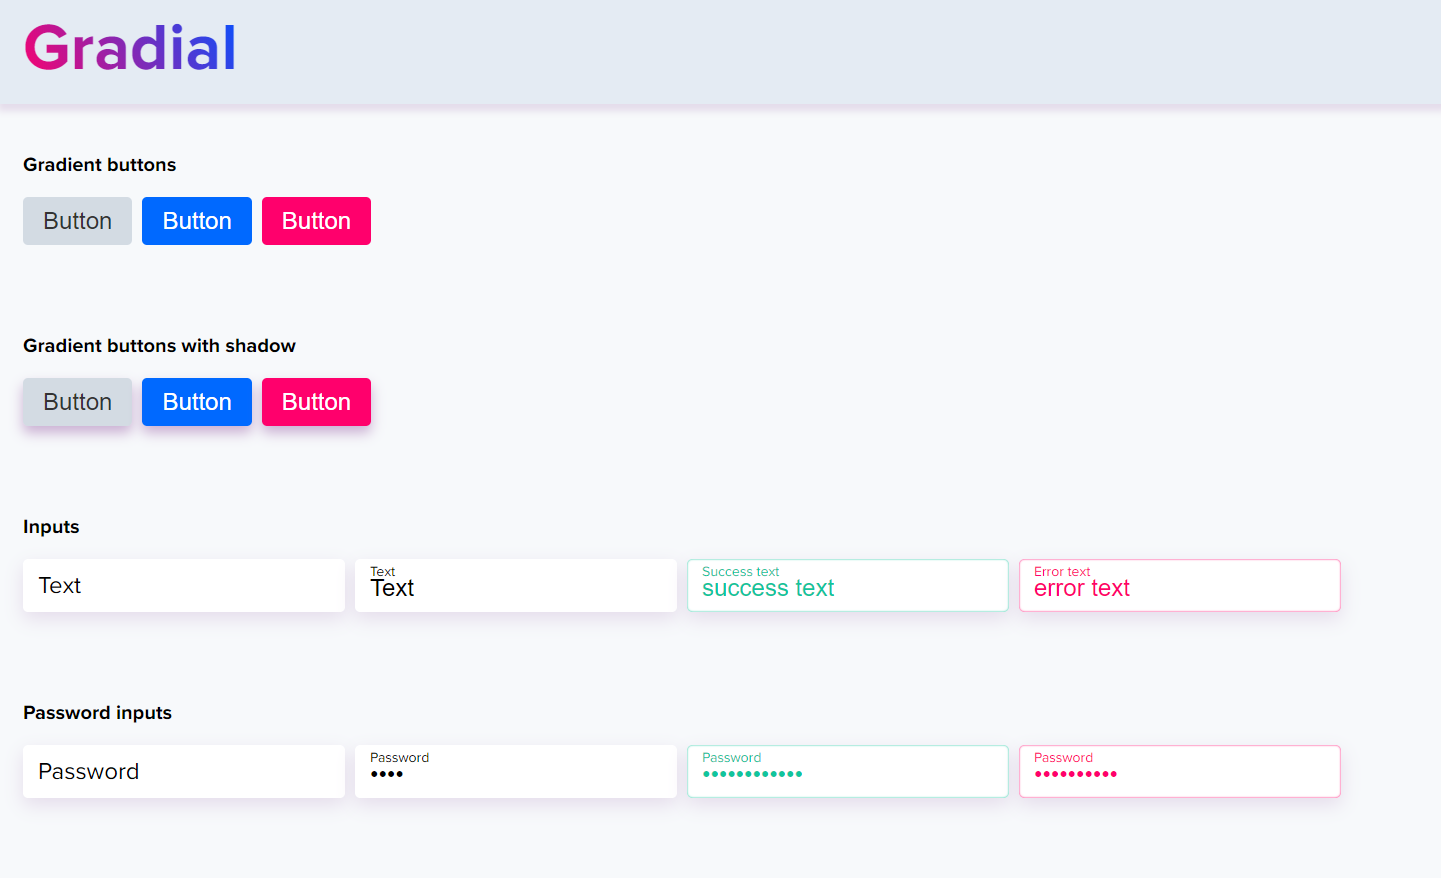 Gradial
Gradient buttons
Button Button Button
Gradient buttons with shadow
Button Button Button
Inputs
Text
Text
Text
Success text
success text
Error text
error text
Password inputs
Password
Password
••••
Password
••••••••••••
Password
••••••••••